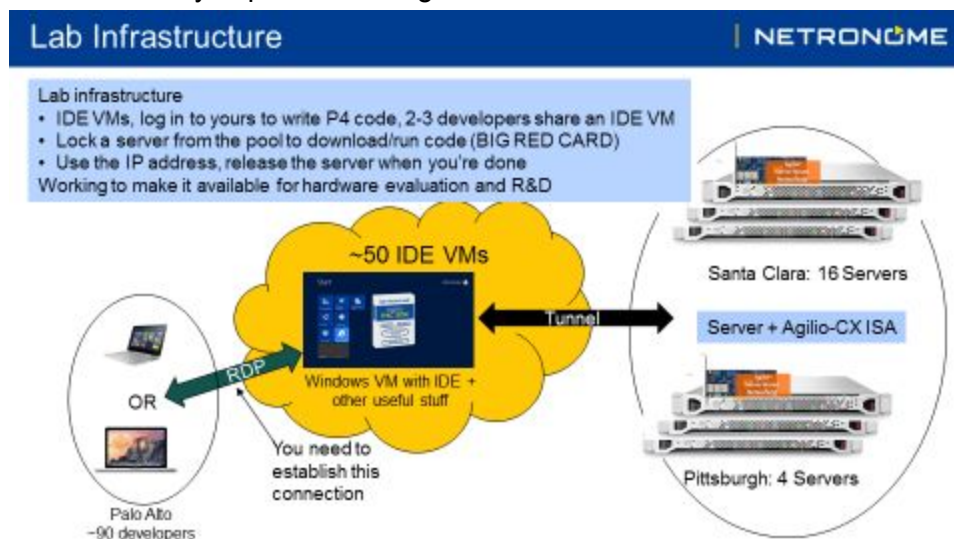 Lab Infrastructure
NETRONOME
Lab infrastructure
• IDE VMs, log in to yours to write P4 code, 2-3 developers share an IDE VM
• Lock a server from the pool to download/run code (BIG RED CARD)
• Use the IP address, release the server when you're done
Working to make it available for hardware evaluation and R&D
~50 IDE VMs
Start
Windows VM with IDE +
other useful stuff
RDP
Tunnel
OR
You need to
establish this
connection
Palo Alto
~90 developers
Santa Clara: 16 Servers
Server + Agilio-CX ISA
Pittsburgh: 4 Servers